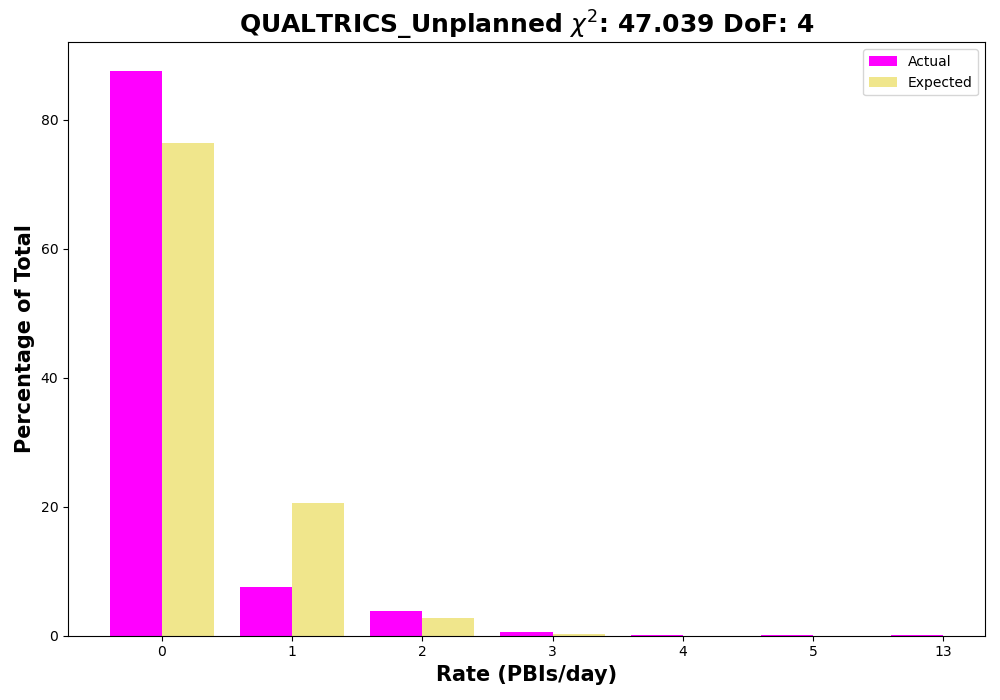 QUALTRICS_Unplanned χ²: 47.039 DoF: 4
Actual
Expected
Percentage of Total
80
60
40
20
0
0 1 2 3 4 5 13
Rate (PBIs/day)